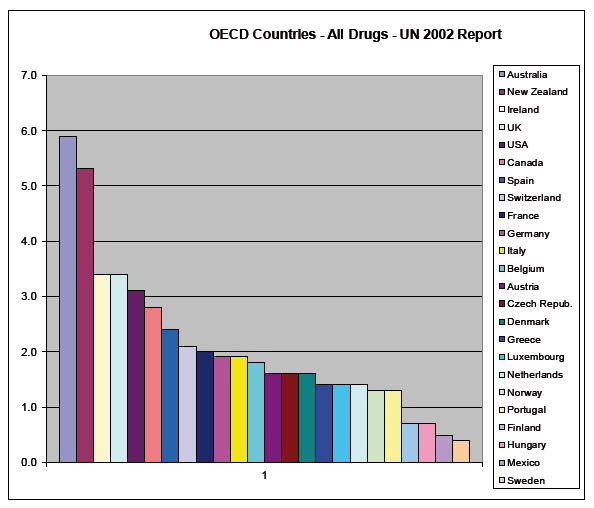 OECD Countries - All Drugs - UN 2002 Report
7.0
6.0
5.0
4.0
3.0
2.0
1.0
0.0
1
Australia
New Zealand
Ireland
UK
USA
Canada
Spain
Switzerland
France
Germany
Italy
Belgium
Austria
Czech Repub.
Denmark
Greece
Luxembourg
Netherlands
Norway
Portugal
Finland
Hungary
Mexico
Sweden